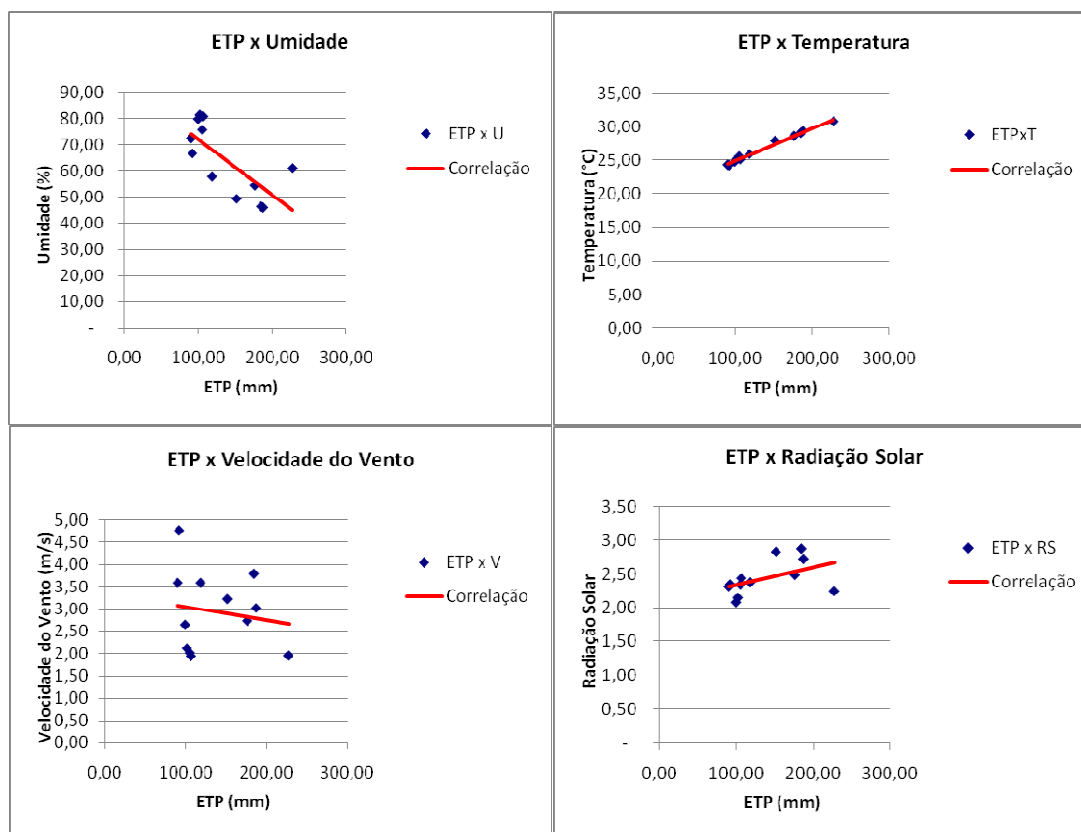 ETP x Umidade
90,00
80,00
70,00
60,00
50,00
40,00
30,00
20,00
10,00
-
Umidade (%)
0,00 100,00 200,00 300,00
ETP (mm)
ETP x U
Correlação
ETP x Temperatura
35,00
30,00
25,00
20,00
15,00
10,00
5,00
0,00
Temperatura (°C)
0,00 100,00 200,00 300,00
ETP (mm)
ETPxT
Correlação
ETP x Velocidade do Vento
5,00
4,50
4,00
3,50
3,00
2,50
2,00
1,50
1,00
0,50
0,00
Velocidade do Vento (m/s)
0,00 100,00 200,00 300,00
ETP (mm)
ETP x V
Correlação
ETP x Radiação Solar
3,50
3,00
2,50
2,00
1,50
1,00
0,50
-
Radiação Solar
0,00 100,00 200,00 300,00
ETP (mm)
ETP x RS
Correlação